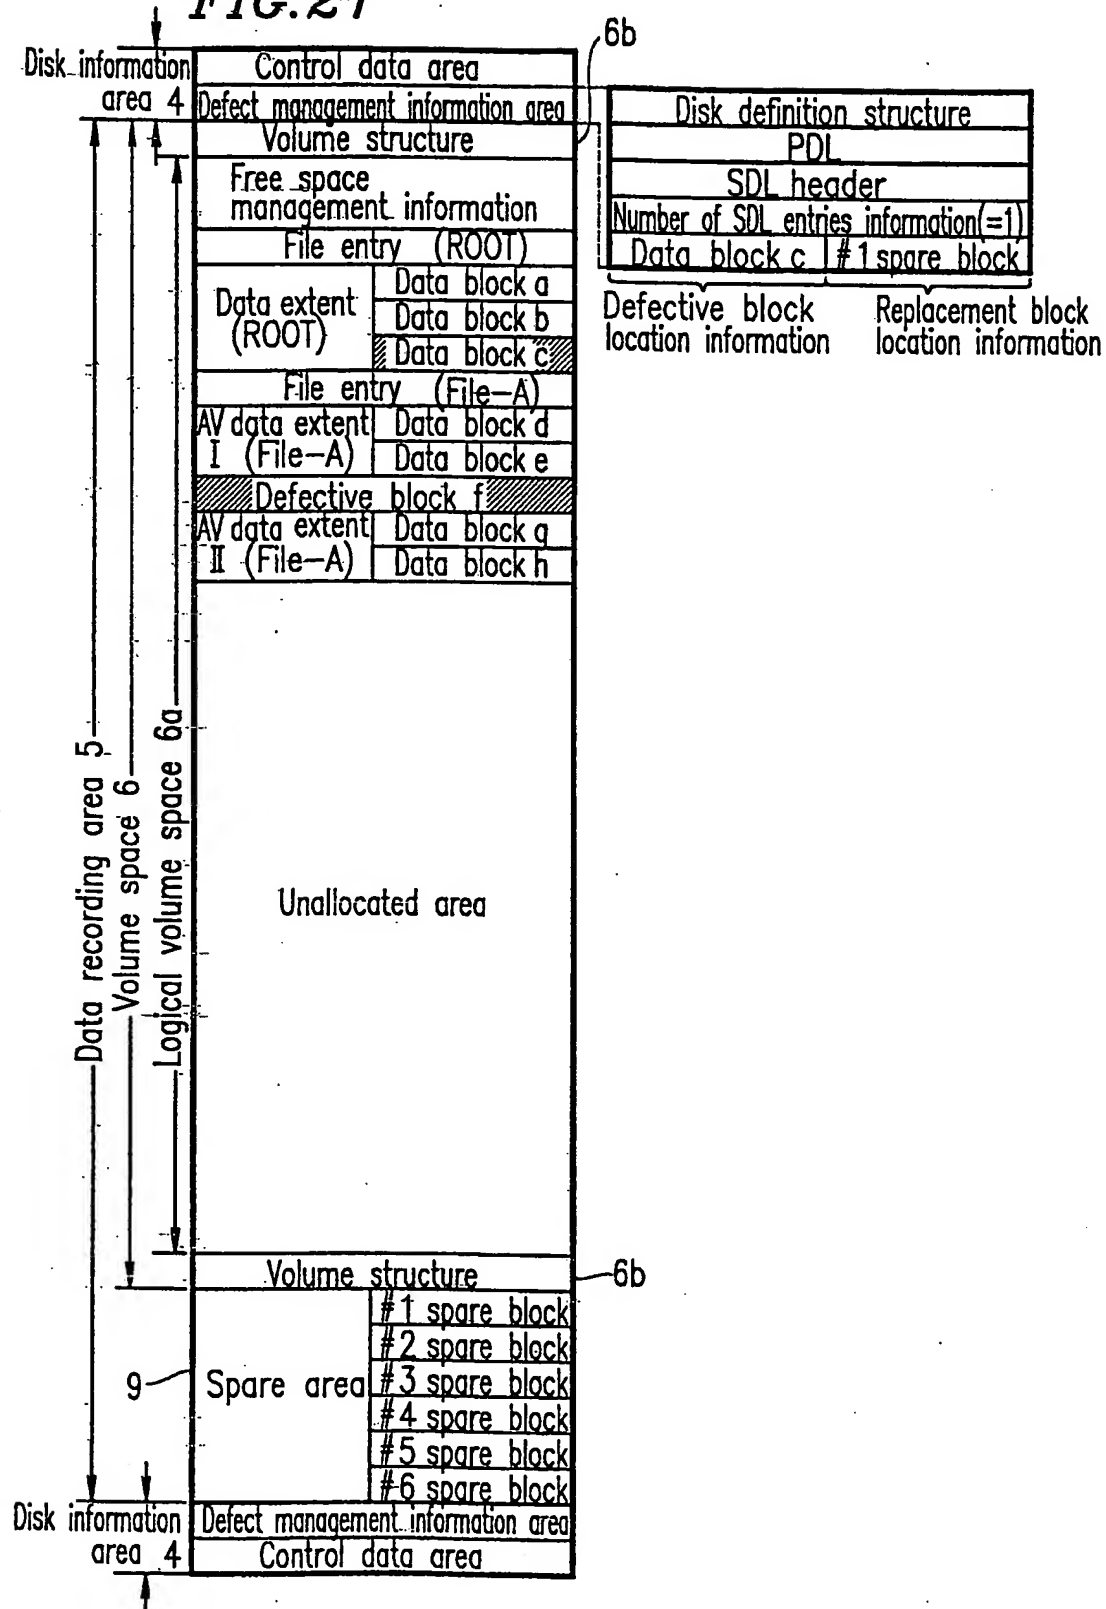 FIG. 27
6b
Disk information
area 4
Control data area
Defect management information area
Volume structure
Free space
management information
File entry (ROOT)
Data extent
(ROOT)
Data block a
Data block b
Data block c
File entry (File-A)
AV data extent
I (File-A)
Data block d
Data block e
Defective block f
AV data extent
II (File-A)
Data block g
Data block h
Disk definition structure
PDL
SDL header
Number of SDL entries information(=1)
Data block c
#1 spare block
Defective block
location information
Replacement block
location information
Data recording area 5
Volume space 6
Logical volume space 6a
Unallocated area
Volume structure
6b
9
Spare area
#1 spare block
#2 spare block
#3 spare block
#4 spare block
#5 spare block
#6 spare block
Disk information
area 4
Defect management information area
Control data area